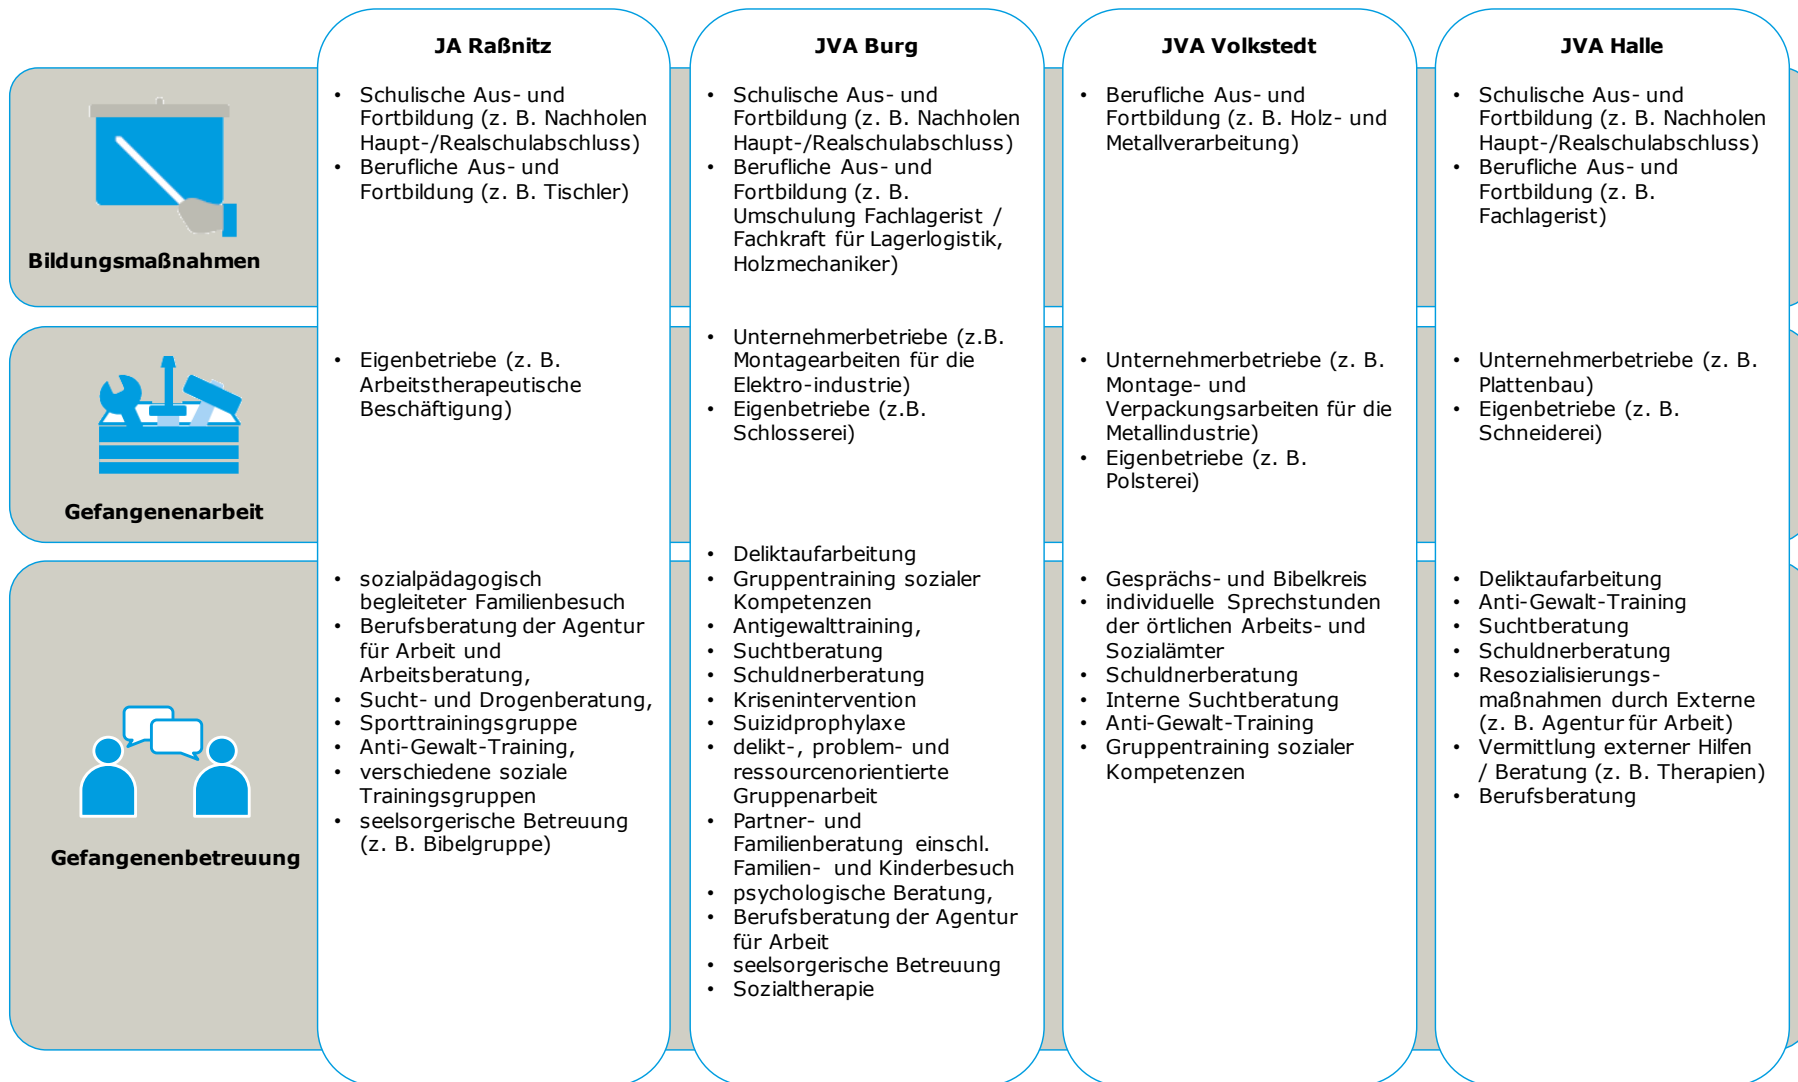 JA Raßnitz
JVA Burg
JVA Volkstedt
JVA Halle
Bildungsmaßnahmen
• Schulische Aus- und
Fortbildung (z. B. Nachholen
Haupt-/Realschulabschluss)
• Berufliche Aus- und
Fortbildung (z. B. Tischler)
• Schulische Aus- und
Fortbildung (z. B. Nachholen
Haupt-/Realschulabschluss)
• Berufliche Aus- und
Fortbildung (z. B.
Umschulung Fachlagerist /
Fachkraft für Lagerlogistik,
Holzmechaniker)
• Berufliche Aus- und
Fortbildung (z. B. Holz- und
Metallverarbeitung)
• Schulische Aus- und
Fortbildung (z. B. Nachholen
Haupt-/Realschulabschluss)
• Berufliche Aus- und
Fortbildung (z. B.
Fachlagerist)
Gefangenenarbeit
• Eigenbetriebe (z. B.
Arbeitstherapeutische
Beschäftigung)
• Unternehmerbetriebe (z.B.
Montagearbeiten für die
Elektro-industrie)
• Eigenbetriebe (z.B.
Schlosserei)
• Unternehmerbetriebe (z. B.
Montage- und
Verpackungsarbeiten für die
Metallindustrie)
• Eigenbetriebe (z. B.
Polsterei)
• Unternehmerbetriebe (z. B.
Plattenbau)
• Eigenbetriebe (z. B.
Schneiderei)
Gefangenenbetreuung
• sozialpädagogisch
begleiteter Familienbesuch
• Berufsberatung der Agentur
für Arbeit und
Arbeitsberatung,
• Sucht- und Drogenberatung,
• Sporttrainingsgruppe
• Anti-Gewalt-Training,
• verschiedene soziale
Trainingsgruppen
• seelsorgerische Betreuung
(z. B. Bibelgruppe)
• Deliktaufarbeitung
• Gruppentraining sozialer
Kompetenzen
• Antigewalttraining,
• Suchtberatung
• Schuldnerberatung
• Krisenintervention
• Suizidprophylaxe
• delikt-, problem- und
ressourcenorientierte
Gruppenarbeit
• Partner- und
Familienberatung einschl.
Familien- und Kinderbesuch
• psychologische Beratung,
• Berufsberatung der Agentur
für Arbeit
• seelsorgerische Betreuung
• Sozialtherapie
• Gesprächs- und Bibelkreis
• individuelle Sprechstunden
der örtlichen Arbeits- und
Sozialämter
• Schuldnerberatung
• Interne Suchtberatung
• Anti-Gewalt-Training
• Gruppentraining sozialer
Kompetenzen
• Deliktaufarbeitung
• Anti-Gewalt-Training
• Suchtberatung
• Schuldnerberatung
• Resozialisierungs-
maßnahmen durch Externe
(z. B. Agentur für Arbeit)
• Vermittlung externer Hilfen
/ Beratung (z. B. Therapien)
• Berufsberatung